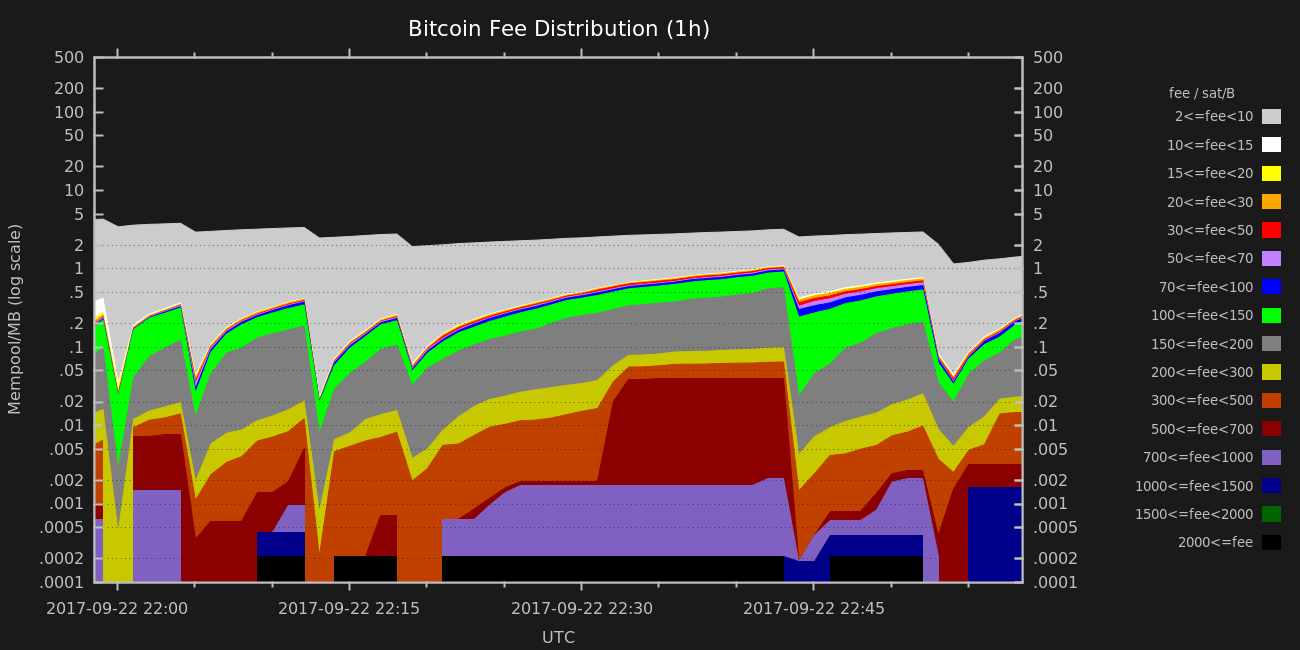 Bitcoin Fee Distribution (1h)
Mempool/MB (log scale)
500
200
100
50
20
10
5
2
1
.5
.2
.1
.05
.02
.01
.005
.002
.001
.0005
.0002
.0001
500
200
100
50
20
10
5
2
1
.5
.2
.1
.05
.02
.01
.005
.002
.001
.0005
.0002
.0001
2017-09-22 22:00
2017-09-22 22:15
2017-09-22 22:30
2017-09-22 22:45
UTC
fee / sat/B
2<=fee<10
10<=fee<15
15<=fee<20
20<=fee<30
30<=fee<50
50<=fee<70
70<=fee<100
100<=fee<150
150<=fee<200
200<=fee<300
300<=fee<500
500<=fee<700
700<=fee<1000
1000<=fee<1500
1500<=fee<2000
2000<=fee